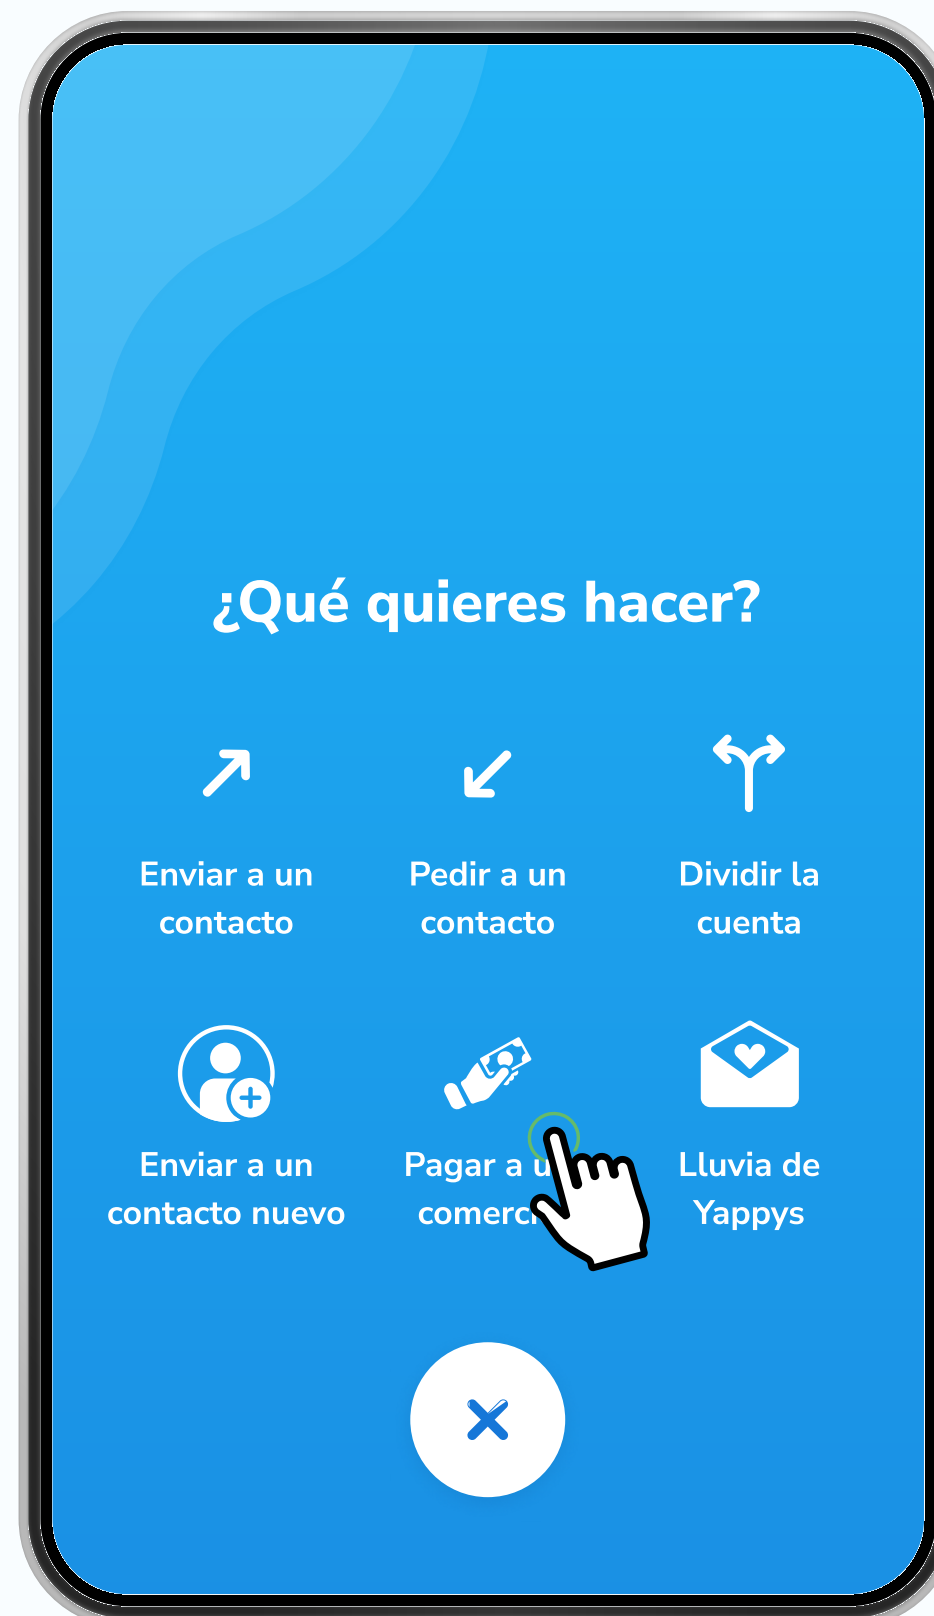 ¿Qué quieres hacer?
Enviar a un
contacto
Pedir a un
contacto
Dividir la
cuenta
Enviar a un
contacto nuevo
Pagar a
Lluvia de
Yappys